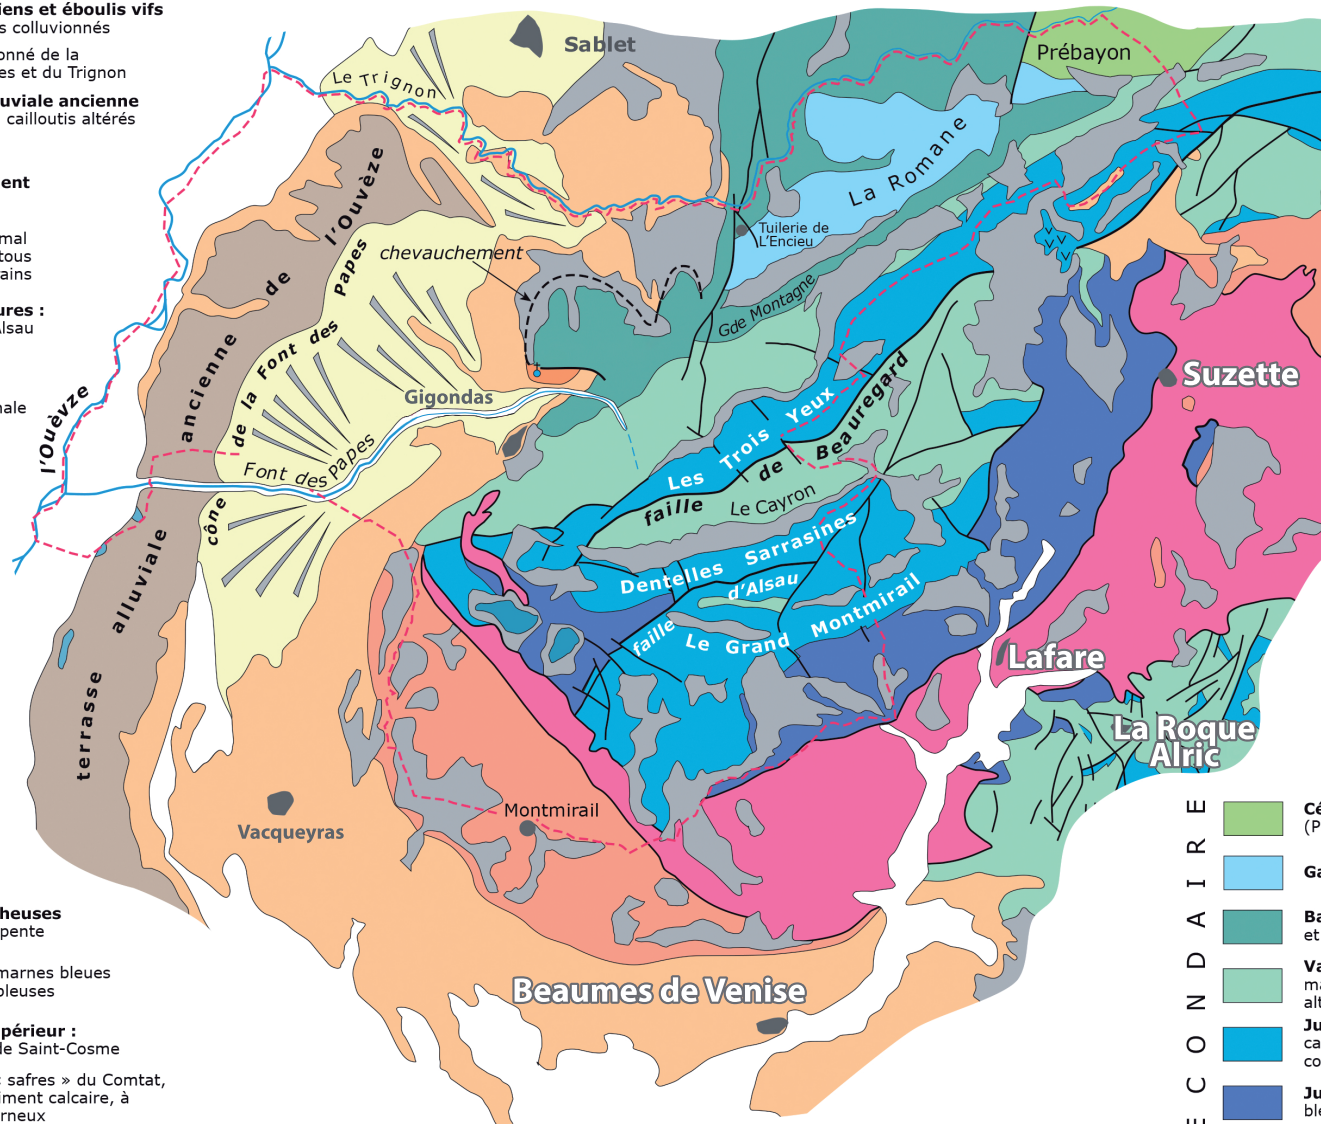 iens et éboulis vifs
s colluvionnés
onné de la
es et du Trignon
uviale ancienne
cailloutis altérés
ent
mal
tous
rains
ures :
Alsau
nale
heuses
pente
marnes bleues
bleuses
périeur :
de Saint-Cosme
« safres » du Comtat,
iment calcaire, à
rneux
Sablet
Le Trignon
Prébayon
La Romane
Tuilerie de
L'Encieu
chevauchement
Gde Montagne
l'Ouèvze
terrasse alluviale ancienne de l'Ouvèze
cône de la Font des Papes
Gigondas
Font des Papes
Suzette
Les Trois Yeux
faille de Beauregard
Le Cayron
Dentelles Sarrasines
faille d'Alsau
Le Grand Montmirail
Lafare
La Roque
Alric
Montmirail
Vacqueyras
Beaumes de Venise
ECONDAIRE
Cé
(P
Ga
Ba
et
Va
ma
alt
Ju
ca
co
Ju
ble